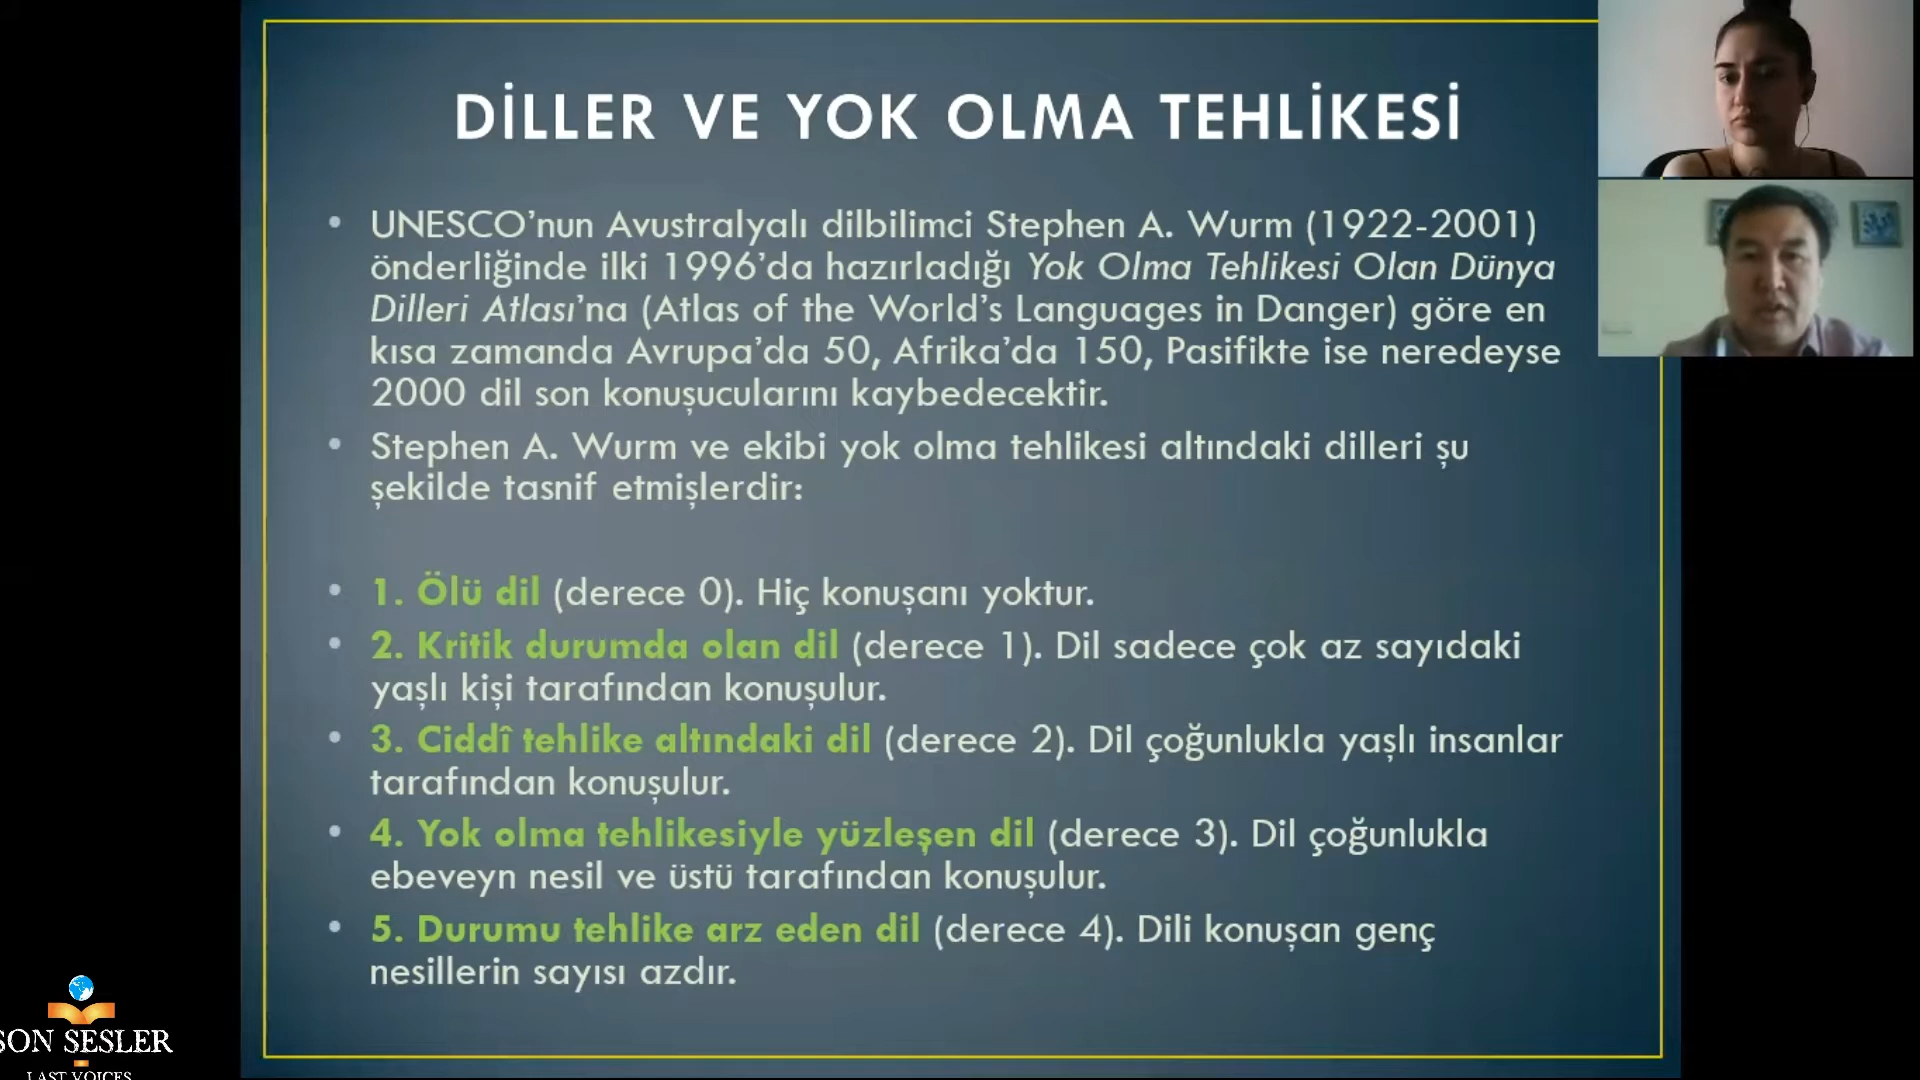 DİLLER VE YOK OLMA TEHLİKESİ
• UNESCO’nun Avustralyalı dilbilimci Stephen A. Wurm (1922-2001)
önderliğinde ilki 1996’da hazırladığı Yok Olma Tehlikesi Olan Dünya
Dilleri Atlası’na (Atlas of the World’s Languages in Danger) göre en
kısa zamanda Avrupa’da 50, Afrika’da 150, Pasifikte ise neredeyse
2000 dil son konuşucularını kaybedecektir.
• Stephen A. Wurm ve ekibi yok olma tehlikesi altındaki dilleri şu
şekilde tasnif etmişlerdir:
• 1. Ölü dil (derece 0). Hiç konuşanı yoktur.
• 2. Kritik durumda olan dil (derece 1). Dil sadece çok az sayıdaki
yaşlı kişi tarafından konuşulur.
• 3. Ciddî tehlike altındaki dil (derece 2). Dil çoğunlukla yaşlı insanlar
tarafından konuşulur.
• 4. Yok olma tehlikesiyle yüzleşen dil (derece 3). Dil çoğunlukla
ebeveyn nesil ve üstü tarafından konuşulur.
• 5. Durumu tehlike arz eden dil (derece 4). Dili konuşan genç
nesillerin sayısı azdır.
SON SESLER
LAST VOICES